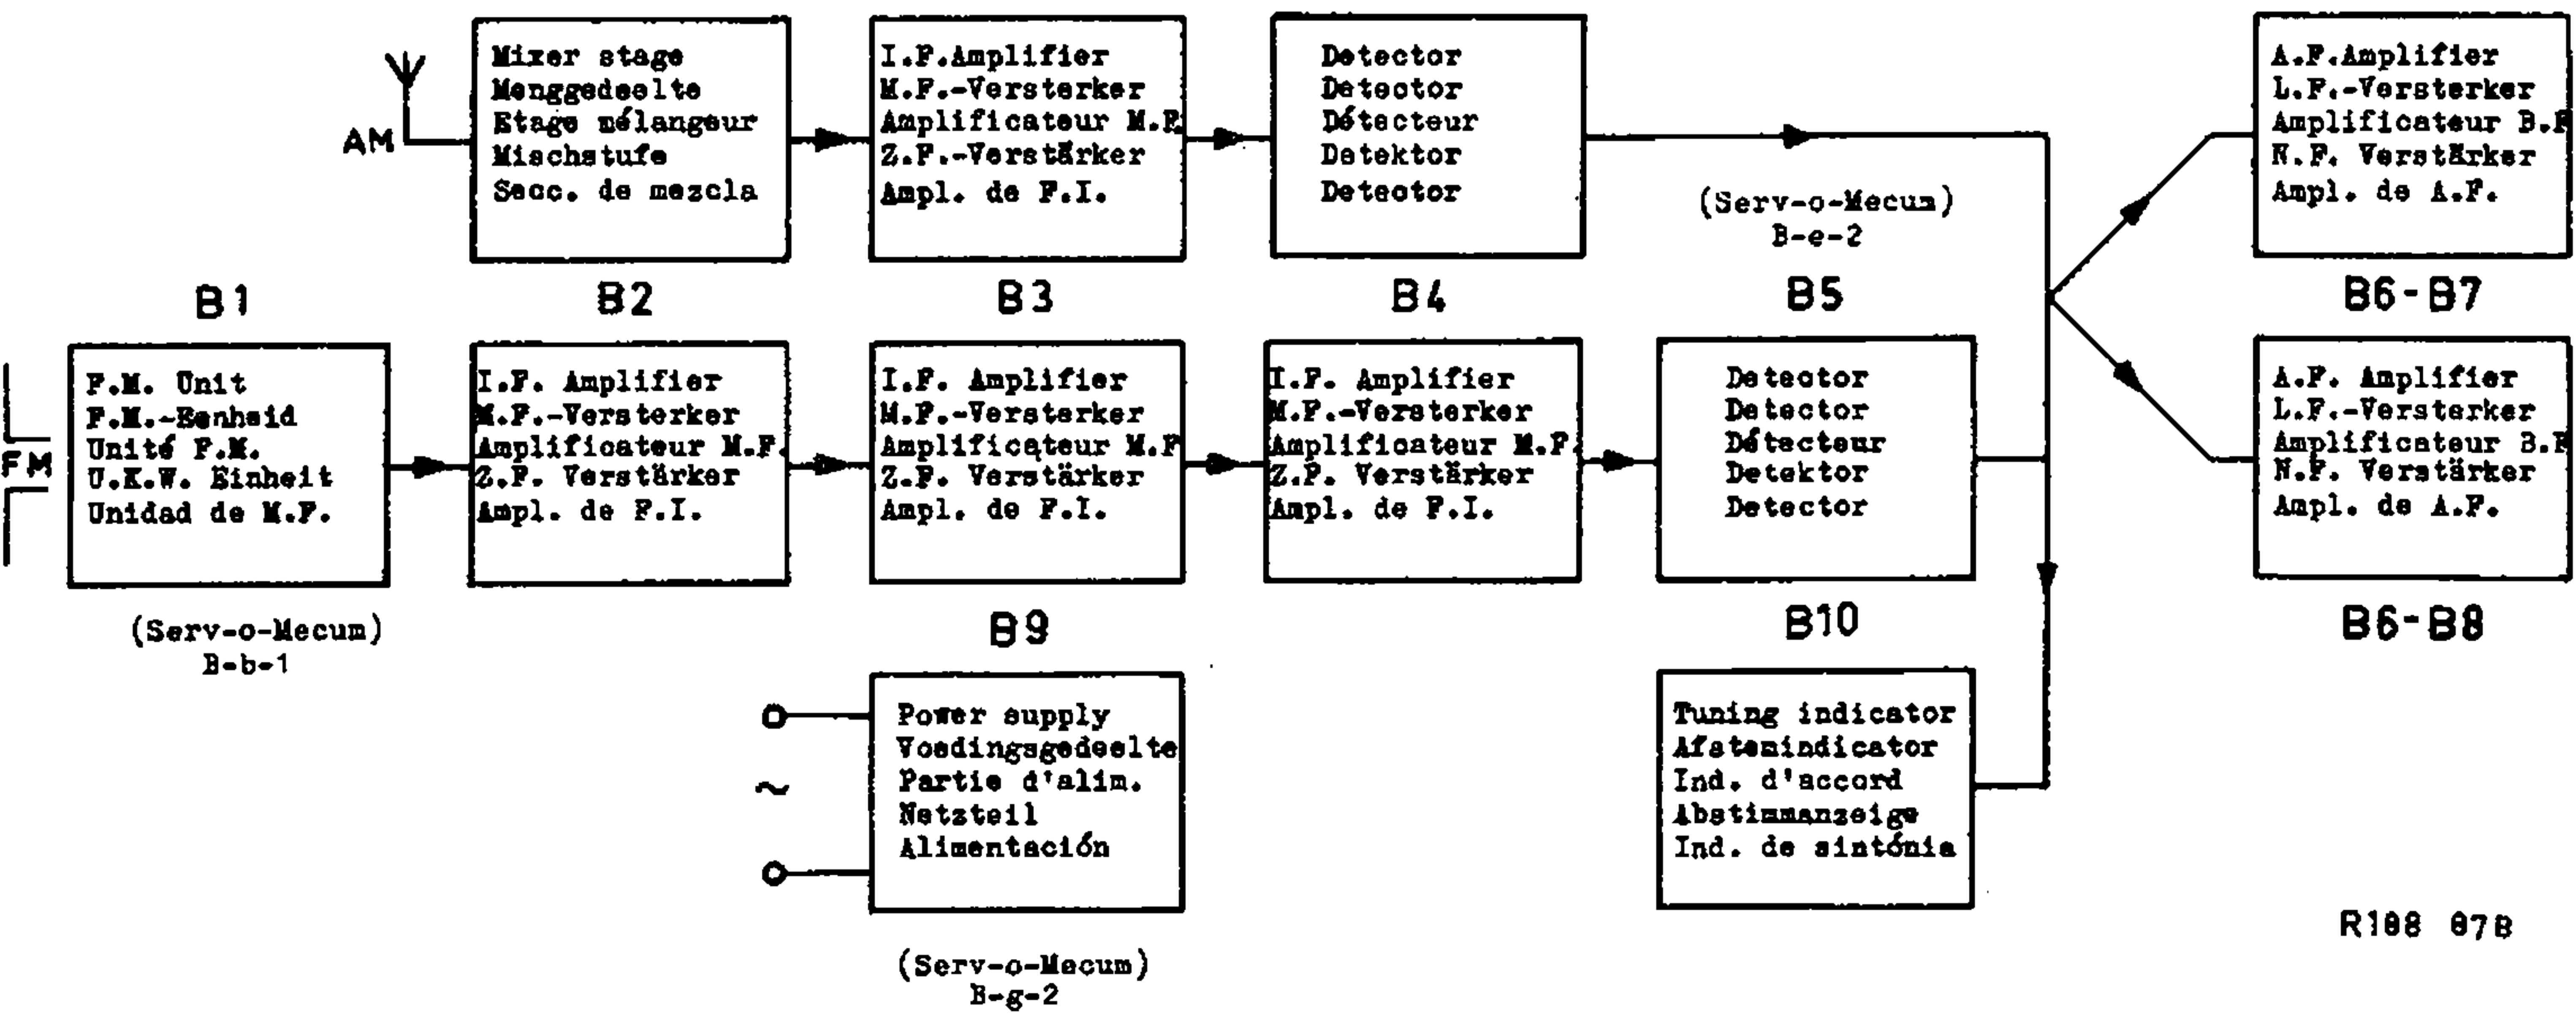 AM
Mixer stage
Menggedeelte
Etage mélangeur
Mischstufe
Secc. de mezcla
I.F.Amplifier
M.F.-Versterker
Amplificateur M.F
Z.F.-Verstärker
Ampl. de F.I.
Detector
Detector
Détecteur
Detektor
Detector
(Serv-o-Mecum)
B-e-2
A.F.Amplifier
L.F.-Versterker
Amplificateur B.F
N.F. Verstärker
Ampl. de A.F.
B1
B2
B3
B4
B5
B6-B7
FM
F.M. Unit
F.M.-Eenheid
Unité F.M.
U.K.W. Einheit
Unidad de M.F.
(Serv-o-Mecum)
B-b-1
I.F. Amplifier
M.F.-Versterker
Amplificateur M.F.
Z.F. Verstärker
Ampl. de F.I.
I.F. Amplifier
M.F.-Versterker
Amplificateur M.F
Z.F. Verstärker
Ampl. de F.I.
I.F. Amplifier
M.F.-Versterker
Amplificateur M.F.
Z.F. Verstärker
Ampl. de F.I.
Detector
Detector
Détecteur
Detektor
Detector
A.F. Amplifier
L.F.-Versterker
Amplificateur B.F
N.F. Verstärker
Ampl. de A.F.
B9
B10
B6-B8
~
Power supply
Voedingsgedeelte
Partie d'alim.
Netzteil
Alimentación
(Serv-o-Mecum)
B-g-2
Tuning indicator
Afstemindicator
Ind. d'accord
Abstimmanzeige
Ind. de sintónia